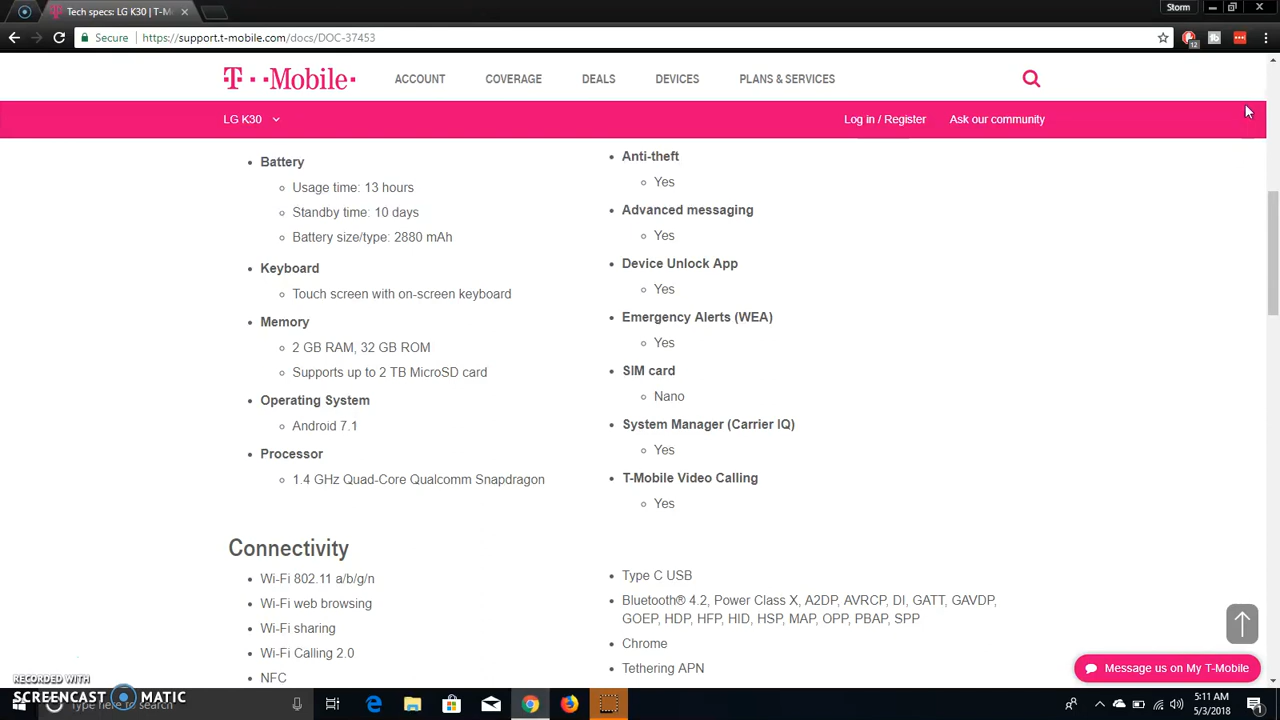 Tech specs: LG K30 | T-M
Storm
Secure
https://support.t-mobile.com/docs/DOC-37453
12
T · · Mobile·
ACCOUNT
COVERAGE
DEALS
DEVICES
PLANS & SERVICES
LG K30
Log in / Register
Ask our community
Battery
Usage time: 13 hours
Standby time: 10 days
Battery size/type: 2880 mAh
Keyboard
Touch screen with on-screen keyboard
Memory
2 GB RAM, 32 GB ROM
Supports up to 2 TB MicroSD card
Operating System
Android 7.1
Processor
1.4 GHz Quad-Core Qualcomm Snapdragon
Anti-theft
Yes
Advanced messaging
Yes
Device Unlock App
Yes
Emergency Alerts (WEA)
Yes
SIM card
Nano
System Manager (Carrier IQ)
Yes
T-Mobile Video Calling
Yes
Connectivity
Wi-Fi 802.11 a/b/g/n
Wi-Fi web browsing
Wi-Fi sharing
Wi-Fi Calling 2.0
NFC
Type C USB
Bluetooth® 4.2, Power Class X, A2DP, AVRCP, DI, GATT, GAVDP,
GOEP, HDP, HFP, HID, HSP, MAP, OPP, PBAP, SPP
Chrome
Tethering APN
Message us on My T-Mobile
RECORDED WITH
SCREENCAST MATIC
Type here to search
5:11 AM
5/3/2018
1